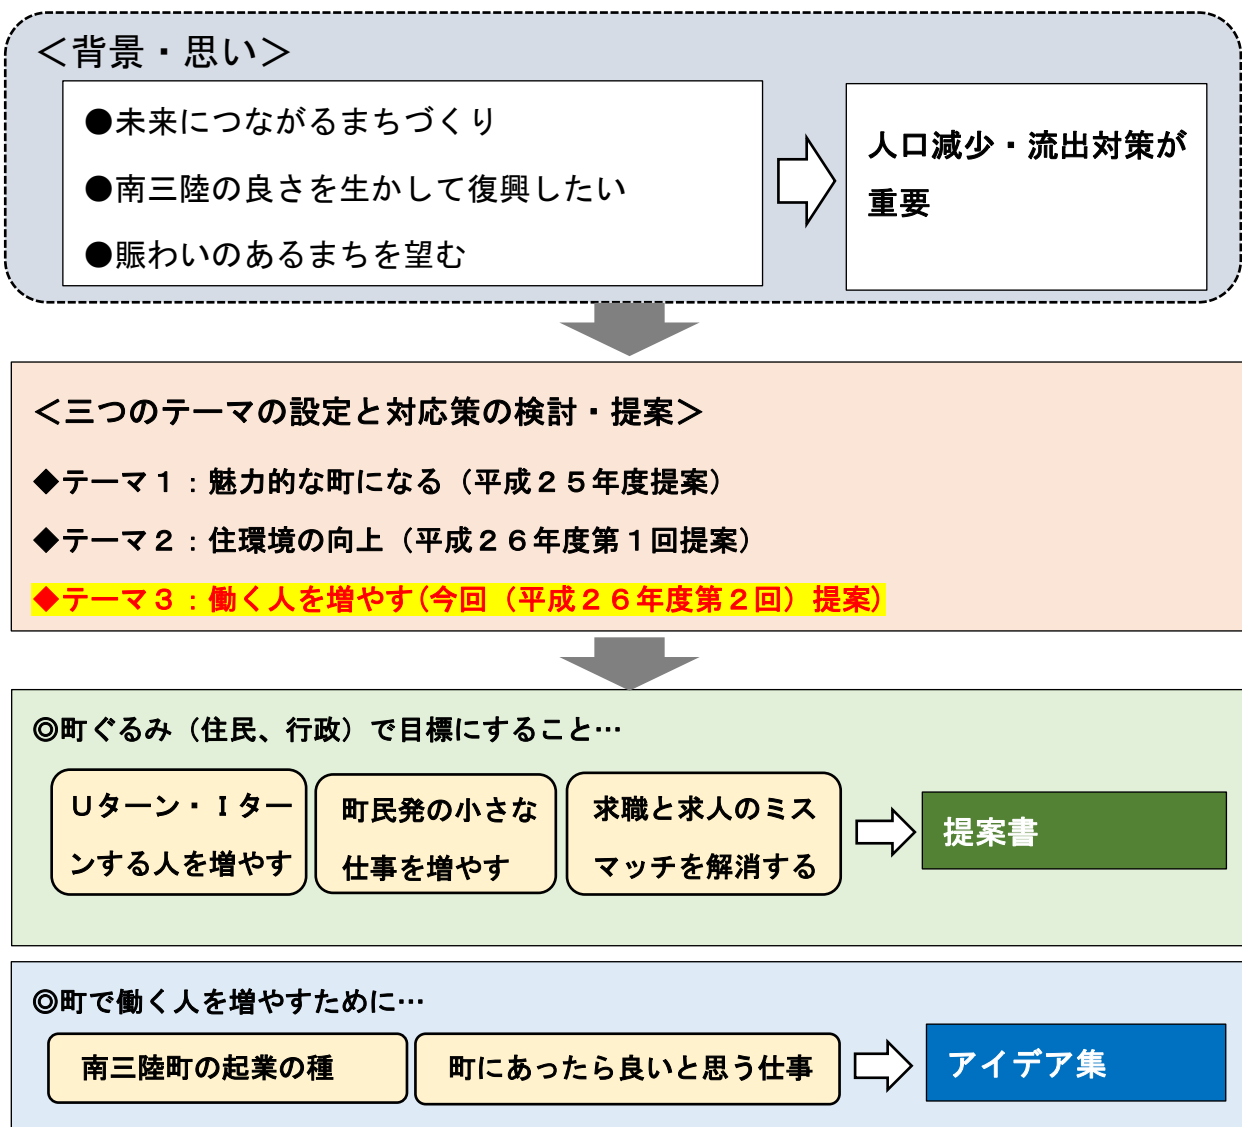 ＜背景・思い＞
●未来につながるまちづくり
●南三陸の良さを生かして復興したい
●賑わいのあるまちを望む
人口減少・流出対策が
重要
＜三つのテーマの設定と対応策の検討・提案＞
◆テーマ１：魅力的な町になる（平成２５年度提案）
◆テーマ２：住環境の向上（平成２６年度第１回提案）
◆テーマ３：働く人を増やす(今回（平成２６年度第２回）提案)
◎町ぐるみ（住民、行政）で目標にすること…
Ｕターン・Ｉター
ンする人を増やす
町民発の小さな
仕事を増やす
求職と求人のミス
マッチを解消する
提案書
◎町で働く人を増やすために…
南三陸町の起業の種
町にあったら良いと思う仕事
アイデア集